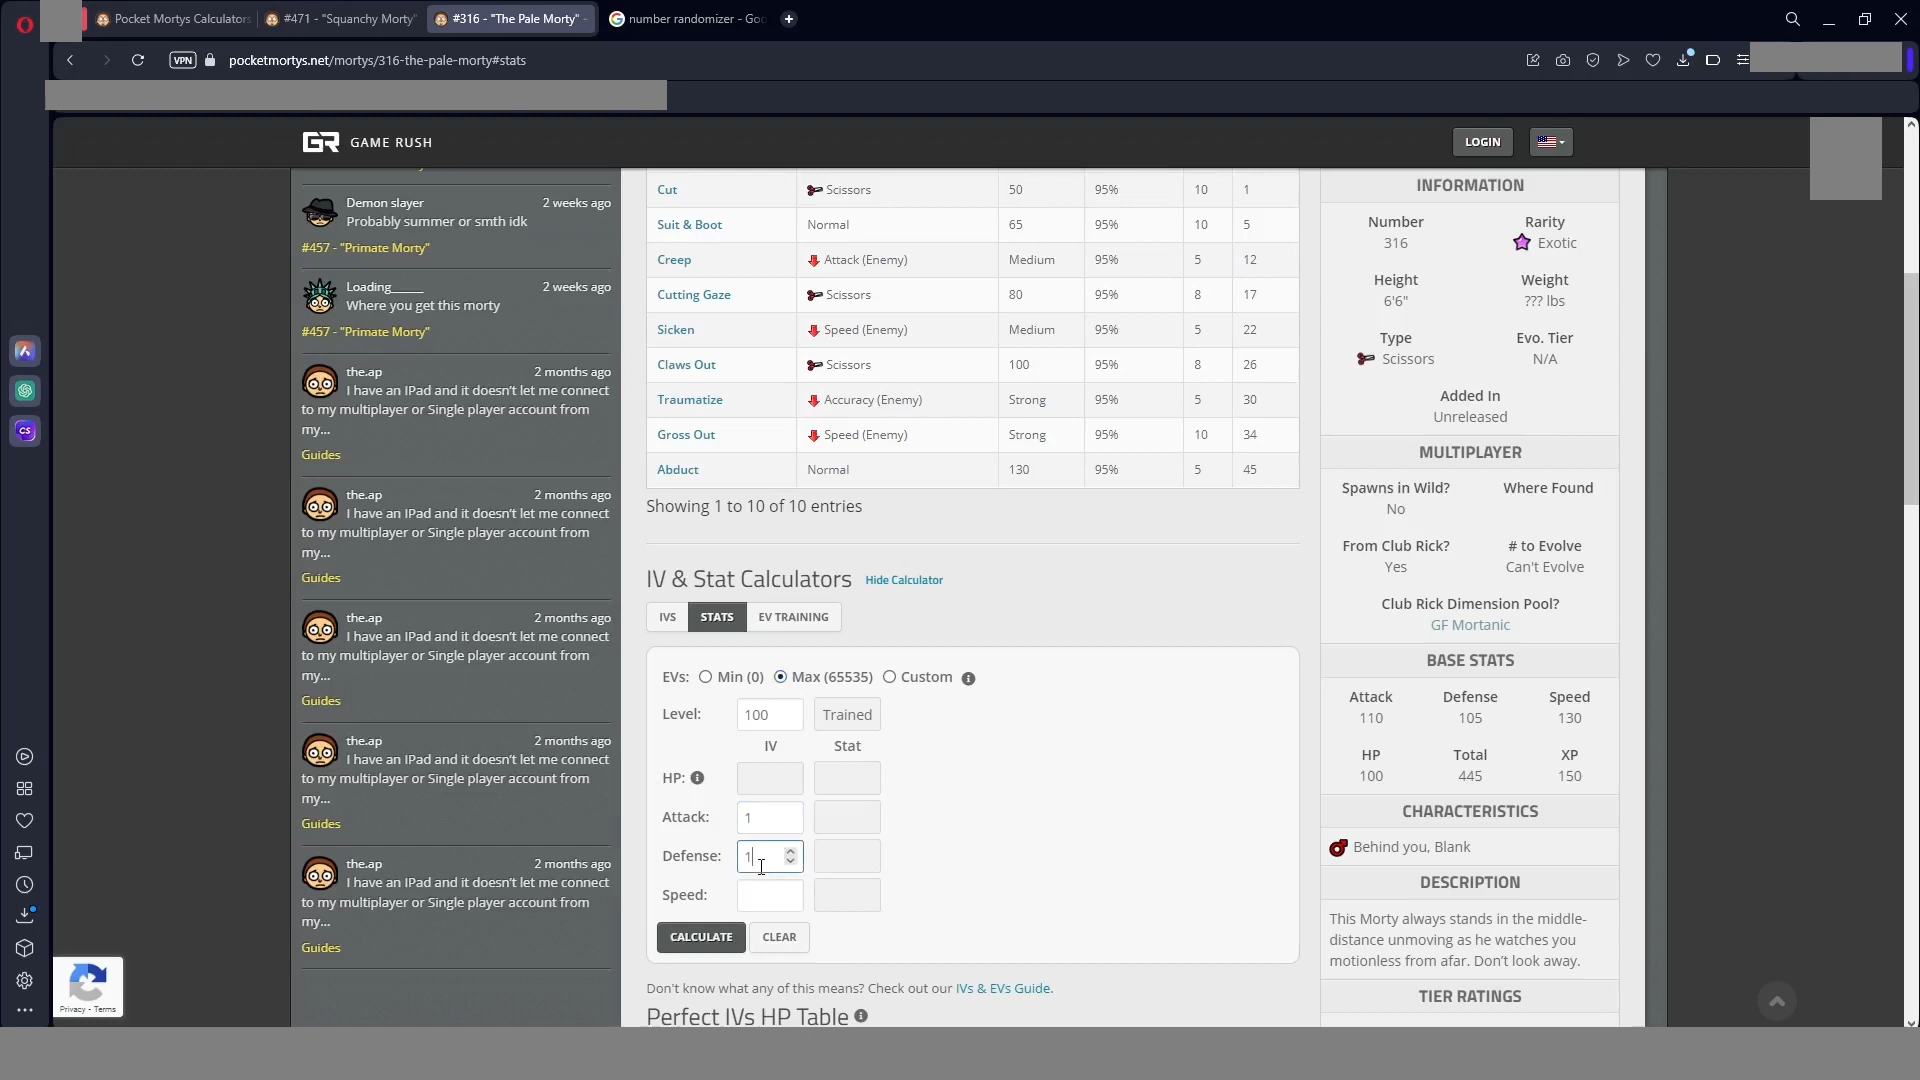 Pocket Mortys Calculators
#471 - "Squanchy Morty"
#316 - "The Pale Morty" -
number randomizer - Goo
VPN
pocketmortys.net/mortys/316-the-pale-morty#stats
GR GAME RUSH
LOGIN
Demon slayer 2 weeks ago
Probably summer or smth idk
#457 - "Primate Morty"
Loading_____ 2 weeks ago
Where you get this morty
#457 - "Primate Morty"
the.ap 2 months ago
I have an IPad and it doesn't let me connect
to my multiplayer or Single player account from
my...
Guides
the.ap 2 months ago
I have an IPad and it doesn't let me connect
to my multiplayer or Single player account from
my...
Guides
the.ap 2 months ago
I have an IPad and it doesn't let me connect
to my multiplayer or Single player account from
my...
Guides
the.ap 2 months ago
I have an IPad and it doesn't let me connect
to my multiplayer or Single player account from
my...
Guides
the.ap 2 months ago
I have an IPad and it doesn't let me connect
to my multiplayer or Single player account from
my...
Guides
CS
Privacy - Terms
Cut Scissors 50 95% 10 1
Suit & Boot Normal 65 95% 10 5
Creep Attack (Enemy) Medium 95% 5 12
Cutting Gaze Scissors 80 95% 8 17
Sicken Speed (Enemy) Medium 95% 5 22
Claws Out Scissors 100 95% 8 26
Traumatize Accuracy (Enemy) Strong 95% 5 30
Gross Out Speed (Enemy) Strong 95% 10 34
Abduct Normal 130 95% 5 45
Showing 1 to 10 of 10 entries
IV & Stat Calculators Hide Calculator
IVS STATS EV TRAINING
EVs: Min (0) Max (65535) Custom
Level: 100 Trained
IV Stat
HP:
Attack: 1
Defense: 1
Speed:
CALCULATE CLEAR
Don't know what any of this means? Check out our IVs & EVs Guide.
Perfect IVs HP Table
INFORMATION
Number Rarity
316 Exotic
Height Weight
6'6" ??? lbs
Type Evo. Tier
Scissors N/A
Added In
Unreleased
MULTIPLAYER
Spawns in Wild? Where Found
No
From Club Rick? # to Evolve
Yes Can't Evolve
Club Rick Dimension Pool?
GF Mortanic
BASE STATS
Attack Defense Speed
110 105 130
HP Total XP
100 445 150
CHARACTERISTICS
Behind you, Blank
DESCRIPTION
This Morty always stands in the middle-
distance unmoving as he watches you
motionless from afar. Don't look away.
TIER RATINGS